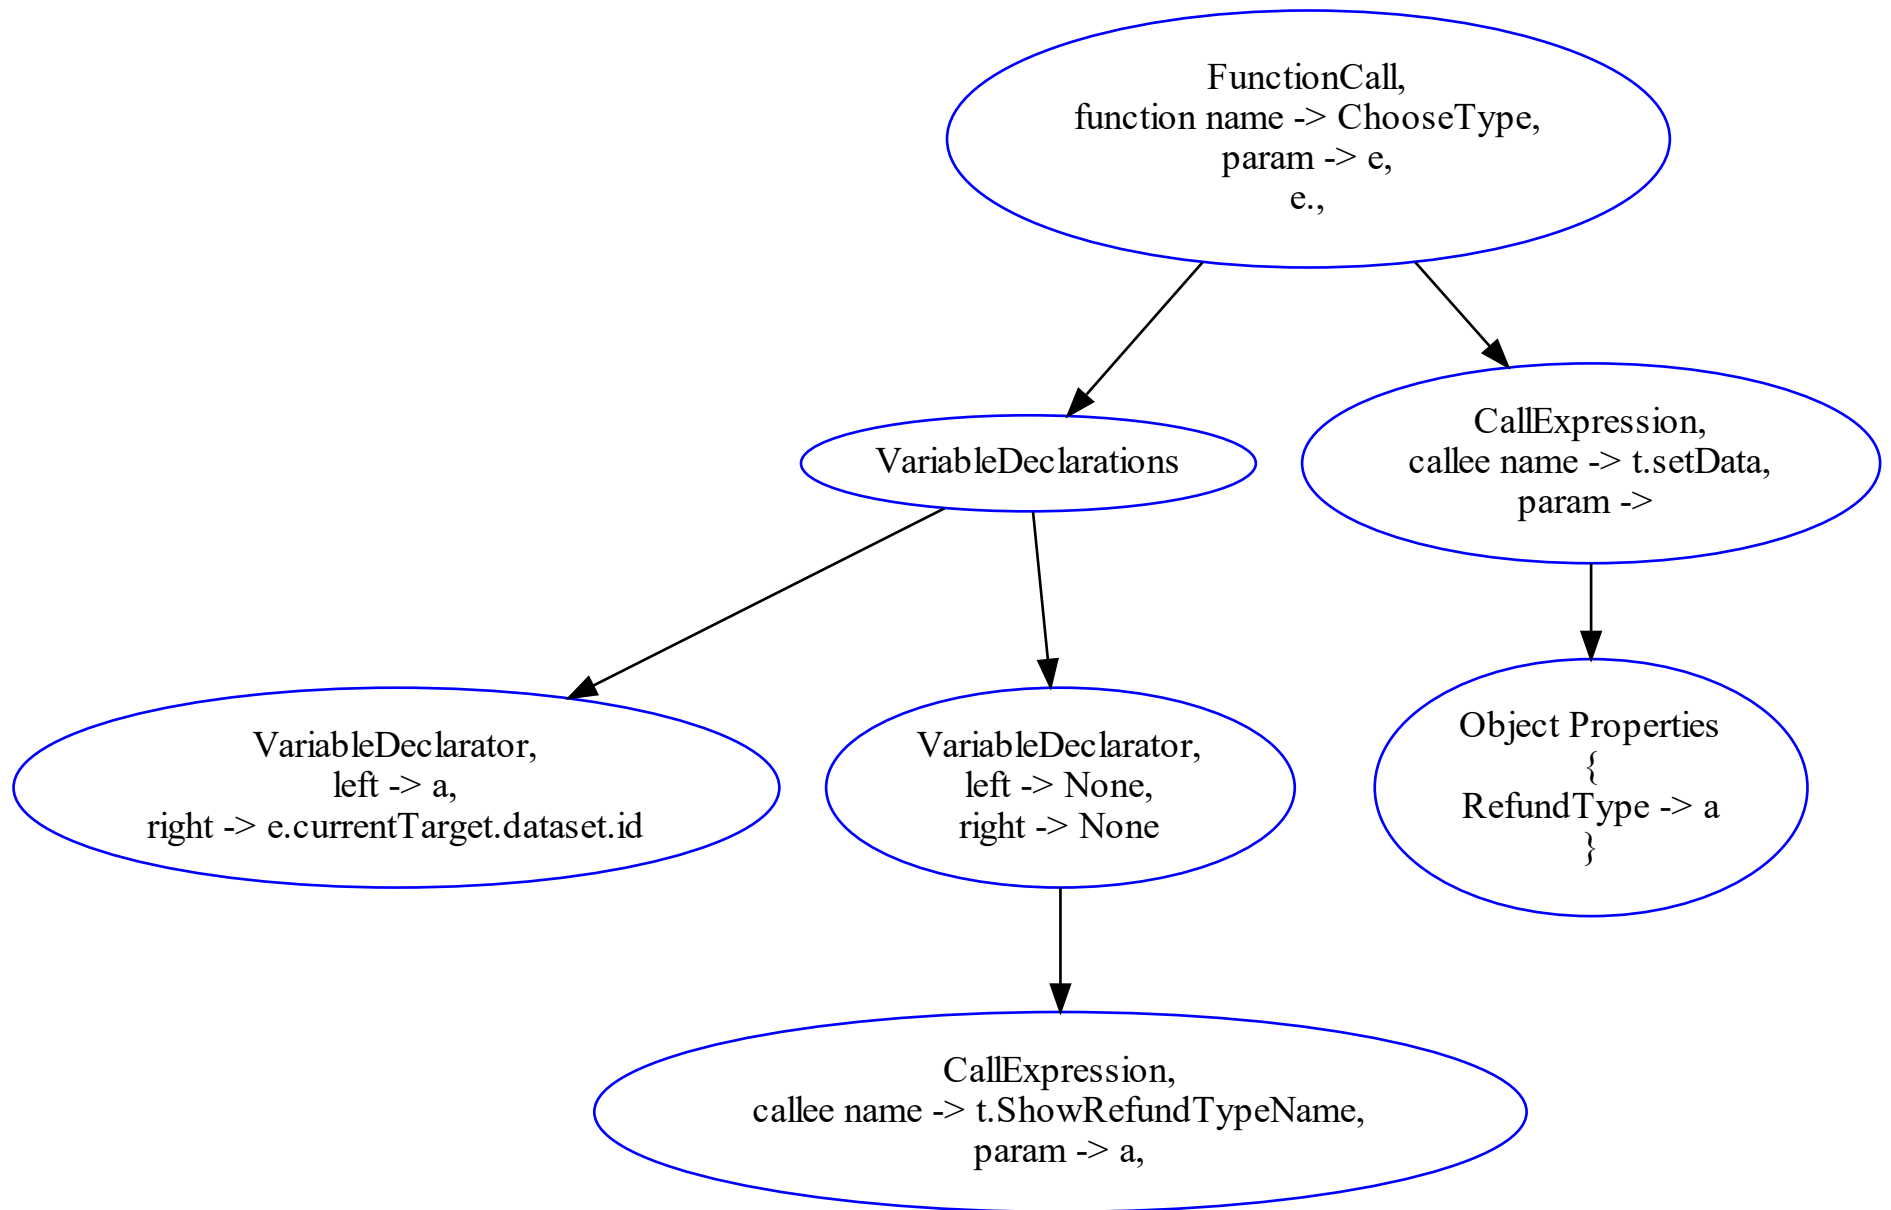 FunctionCall,
function name -> ChooseType,
param -> e,
e.,
VariableDeclarations
CallExpression,
callee name -> t.setData,
param ->
VariableDeclarator,
left -> a,
right -> e.currentTarget.dataset.id
VariableDeclarator,
left -> None,
right -> None
Object Properties
{
RefundType -> a
}
CallExpression,
callee name -> t.ShowRefundTypeName,
param -> a,